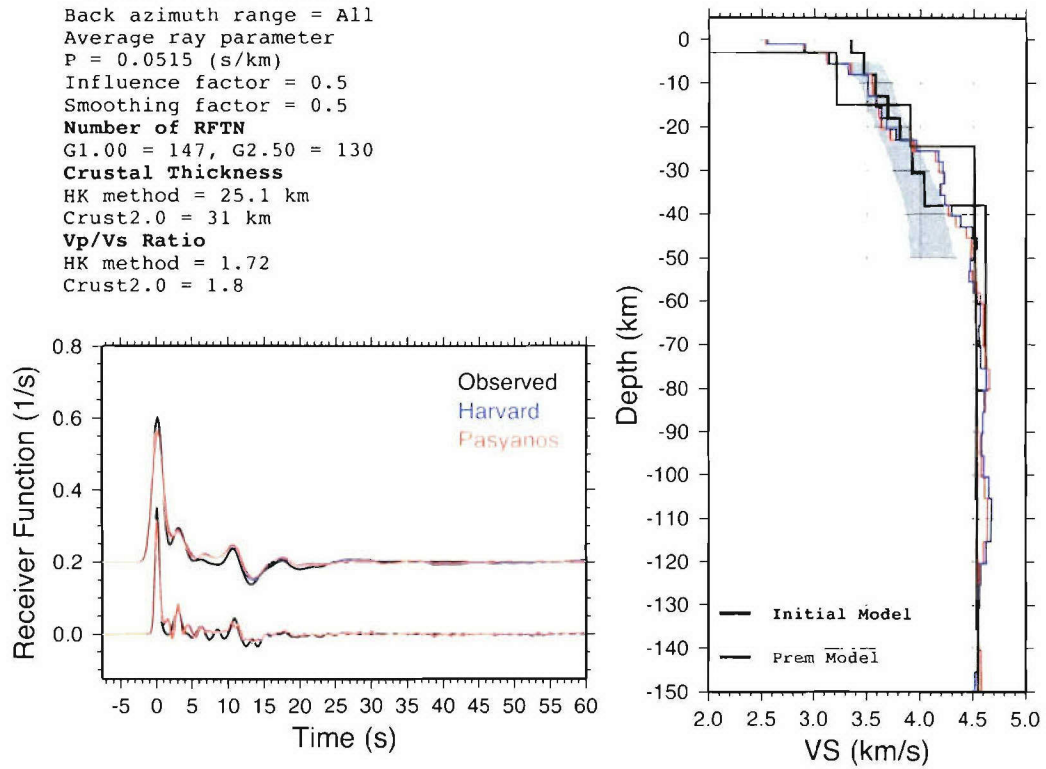 Back azimuth range = All
Average ray parameter
P = 0.0515 (s/km)
Influence factor = 0.5
Smoothing factor = 0.5
Number of RFTN
G1.00 = 147, G2.50 = 130
Crustal Thickness
HK method = 25.1 km
Crust2.0 = 31 km
Vp/Vs Ratio
HK method = 1.72
Crust2.0 = 1.8
0.8
0.6
0.4
0.2
0.0
Receiver Function (1/s)
Observed
Harvard
Pasyanos
-5 0 5 10 15 20 25 30 35 40 45 50 55 60
Time (s)
0
-10
-20
-30
-40
-50
-60
-70
-80
-90
-100
-110
-120
-130
-140
-150
Depth (km)
Initial Model
Prem Model
2.0 2.5 3.0 3.5 4.0 4.5 5.0
VS (km/s)